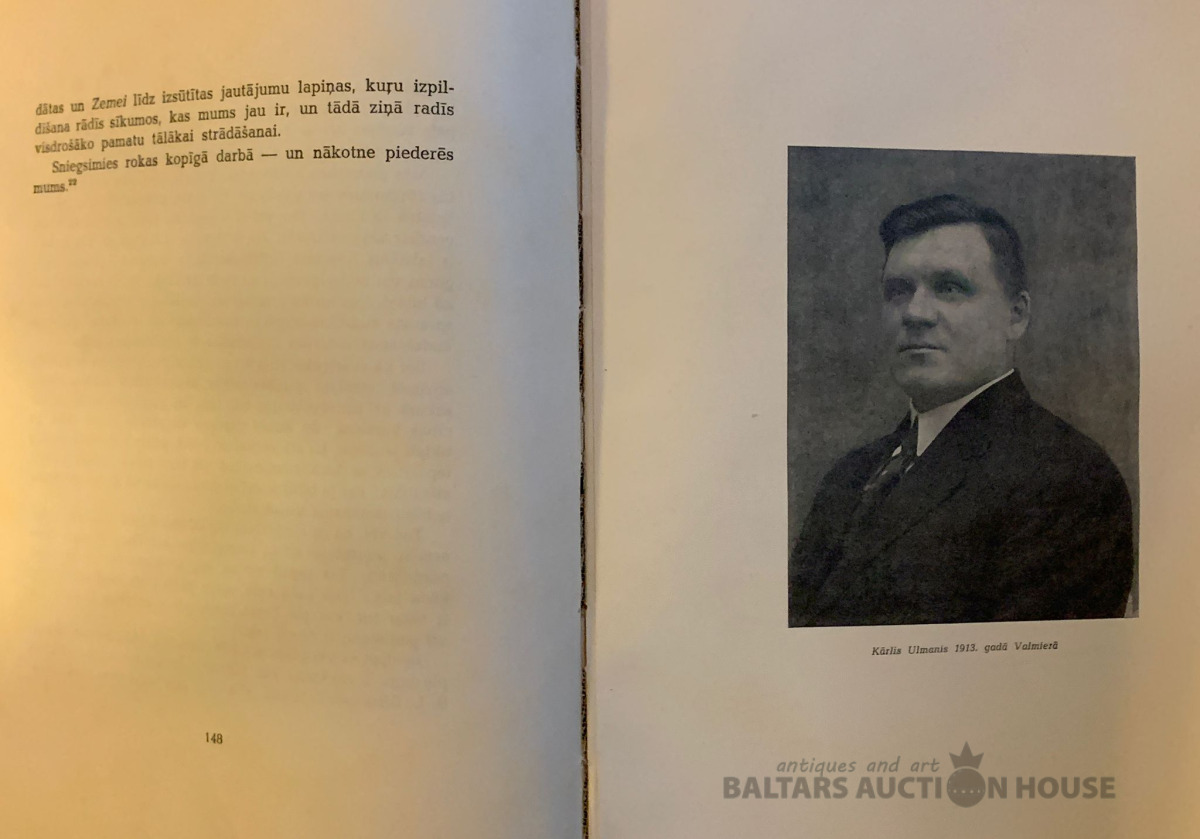 dātas un Zemei līdz izsūtītas jautājumu lapiņas, kuŗu izpil-
dīšana rādīs sīkumos, kas mums jau ir, un tādā ziņā radīs
visdrošāko pamatu tālākai strādāšanai.
Sniegsimies rokas kopīgā darbā — un nākotne piederēs
mums.²²
148
Kārlis Ulmanis 1913. gadā Valmierā
antiques and art
BALTARS AUCTION HOUSE